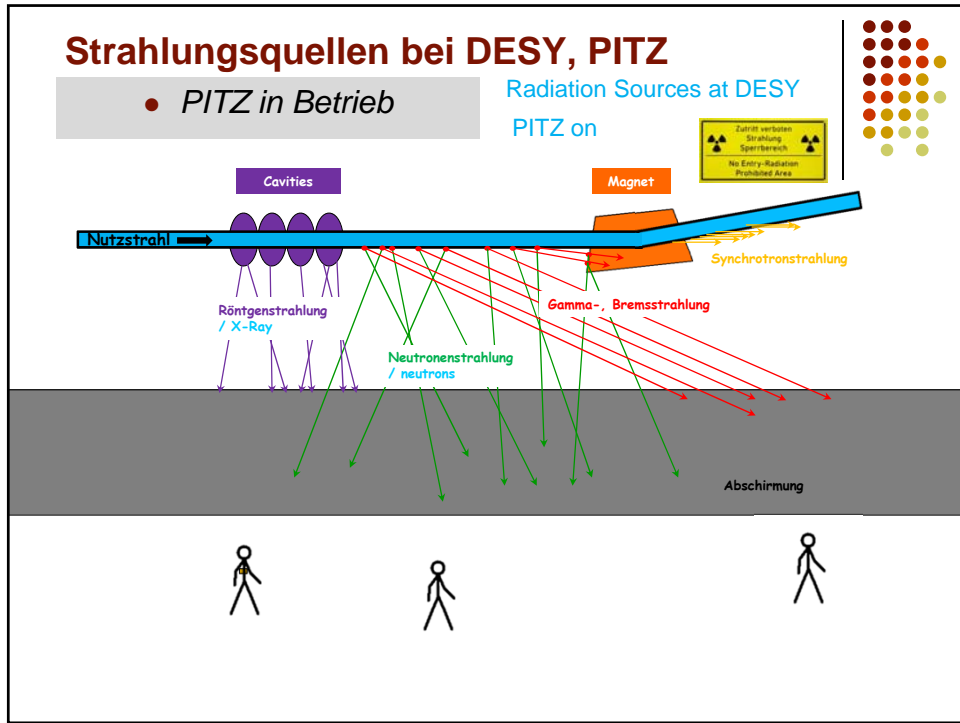 Strahlungsquellen bei DESY, PITZ
PITZ in Betrieb
Radiation Sources at DESY
PITZ on
Zutritt verboten
Strahlung
Sperrbereich
No Entry-Radiation
Prohibited Area
Cavities
Magnet
Nutzstrahl
Synchrotronstrahlung
Röntgenstrahlung
/ X-Ray
Gamma-, Bremsstrahlung
Neutronenstrahlung
/ neutrons
Abschirmung